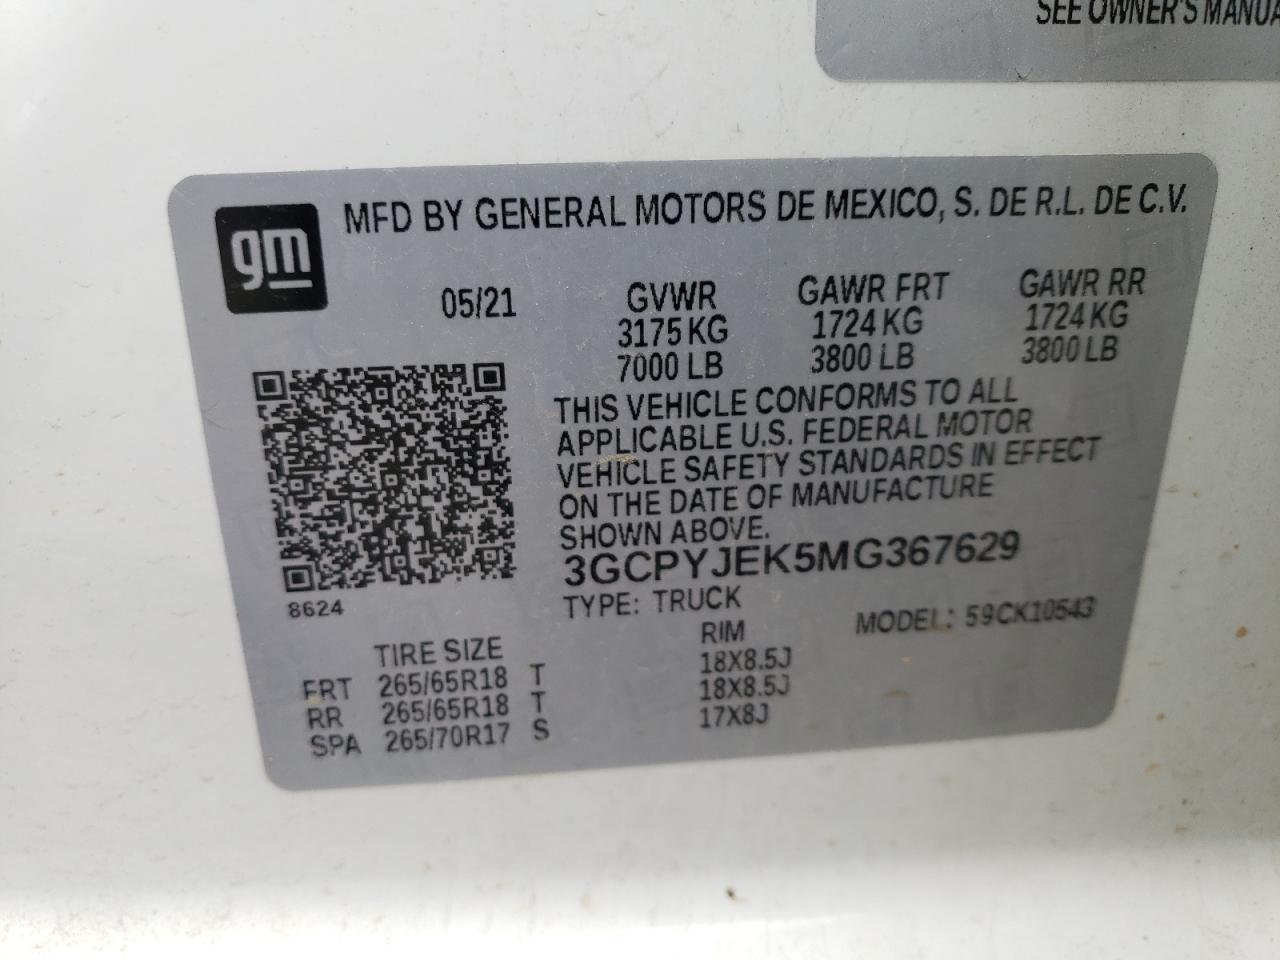 SEE OWNER'S MANUA
gm
MFD BY GENERAL MOTORS DE MEXICO, S. DE R.L. DE C.V.
05/21
GVWR GAWR FRT GAWR RR
3175 KG 1724 KG 1724 KG
7000 LB 3800 LB 3800 LB
THIS VEHICLE CONFORMS TO ALL
APPLICABLE U.S. FEDERAL MOTOR
VEHICLE SAFETY STANDARDS IN EFFECT
ON THE DATE OF MANUFACTURE
SHOWN ABOVE.
3GCPYJEK5MG367629
8624
TYPE: TRUCK MODEL: 59CK10543
TIRE SIZE RIM
FRT 265/65R18 T 18X8.5J
RR 265/65R18 T 18X8.5J
SPA 265/70R17 S 17X8J